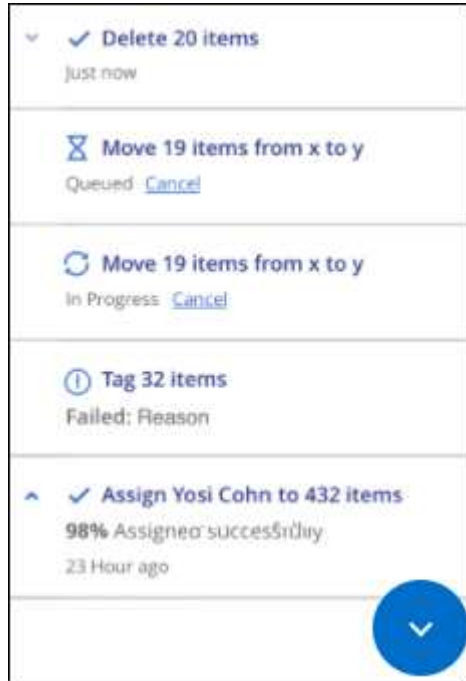 Delete 20 items
Just now
Move 19 items from x to y
Queued Cancel
Move 19 items from x to y
In Progress Cancel
Tag 32 items
Failed: Reason
Assign Yosi Cohn to 432 items
98% Assigned
23 Hour ago